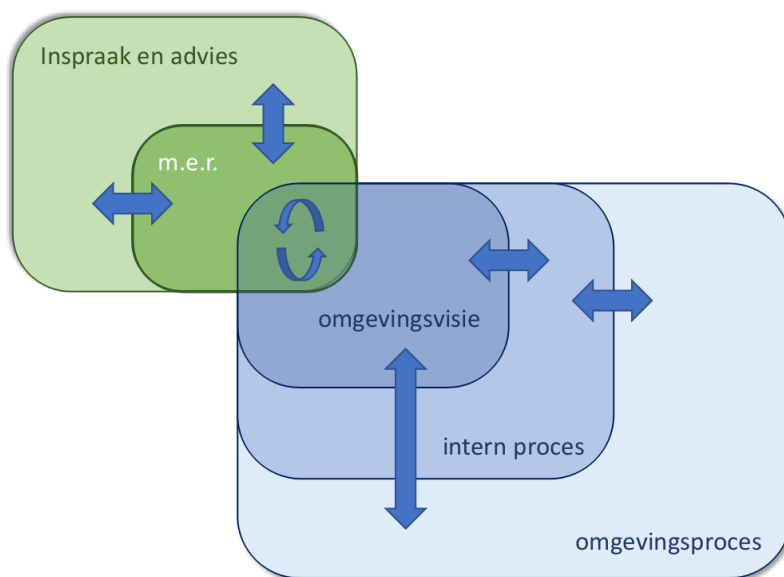 Inspraak en advies
m.e.r.
omgevingsvisie
intern proces
omgevingsproces